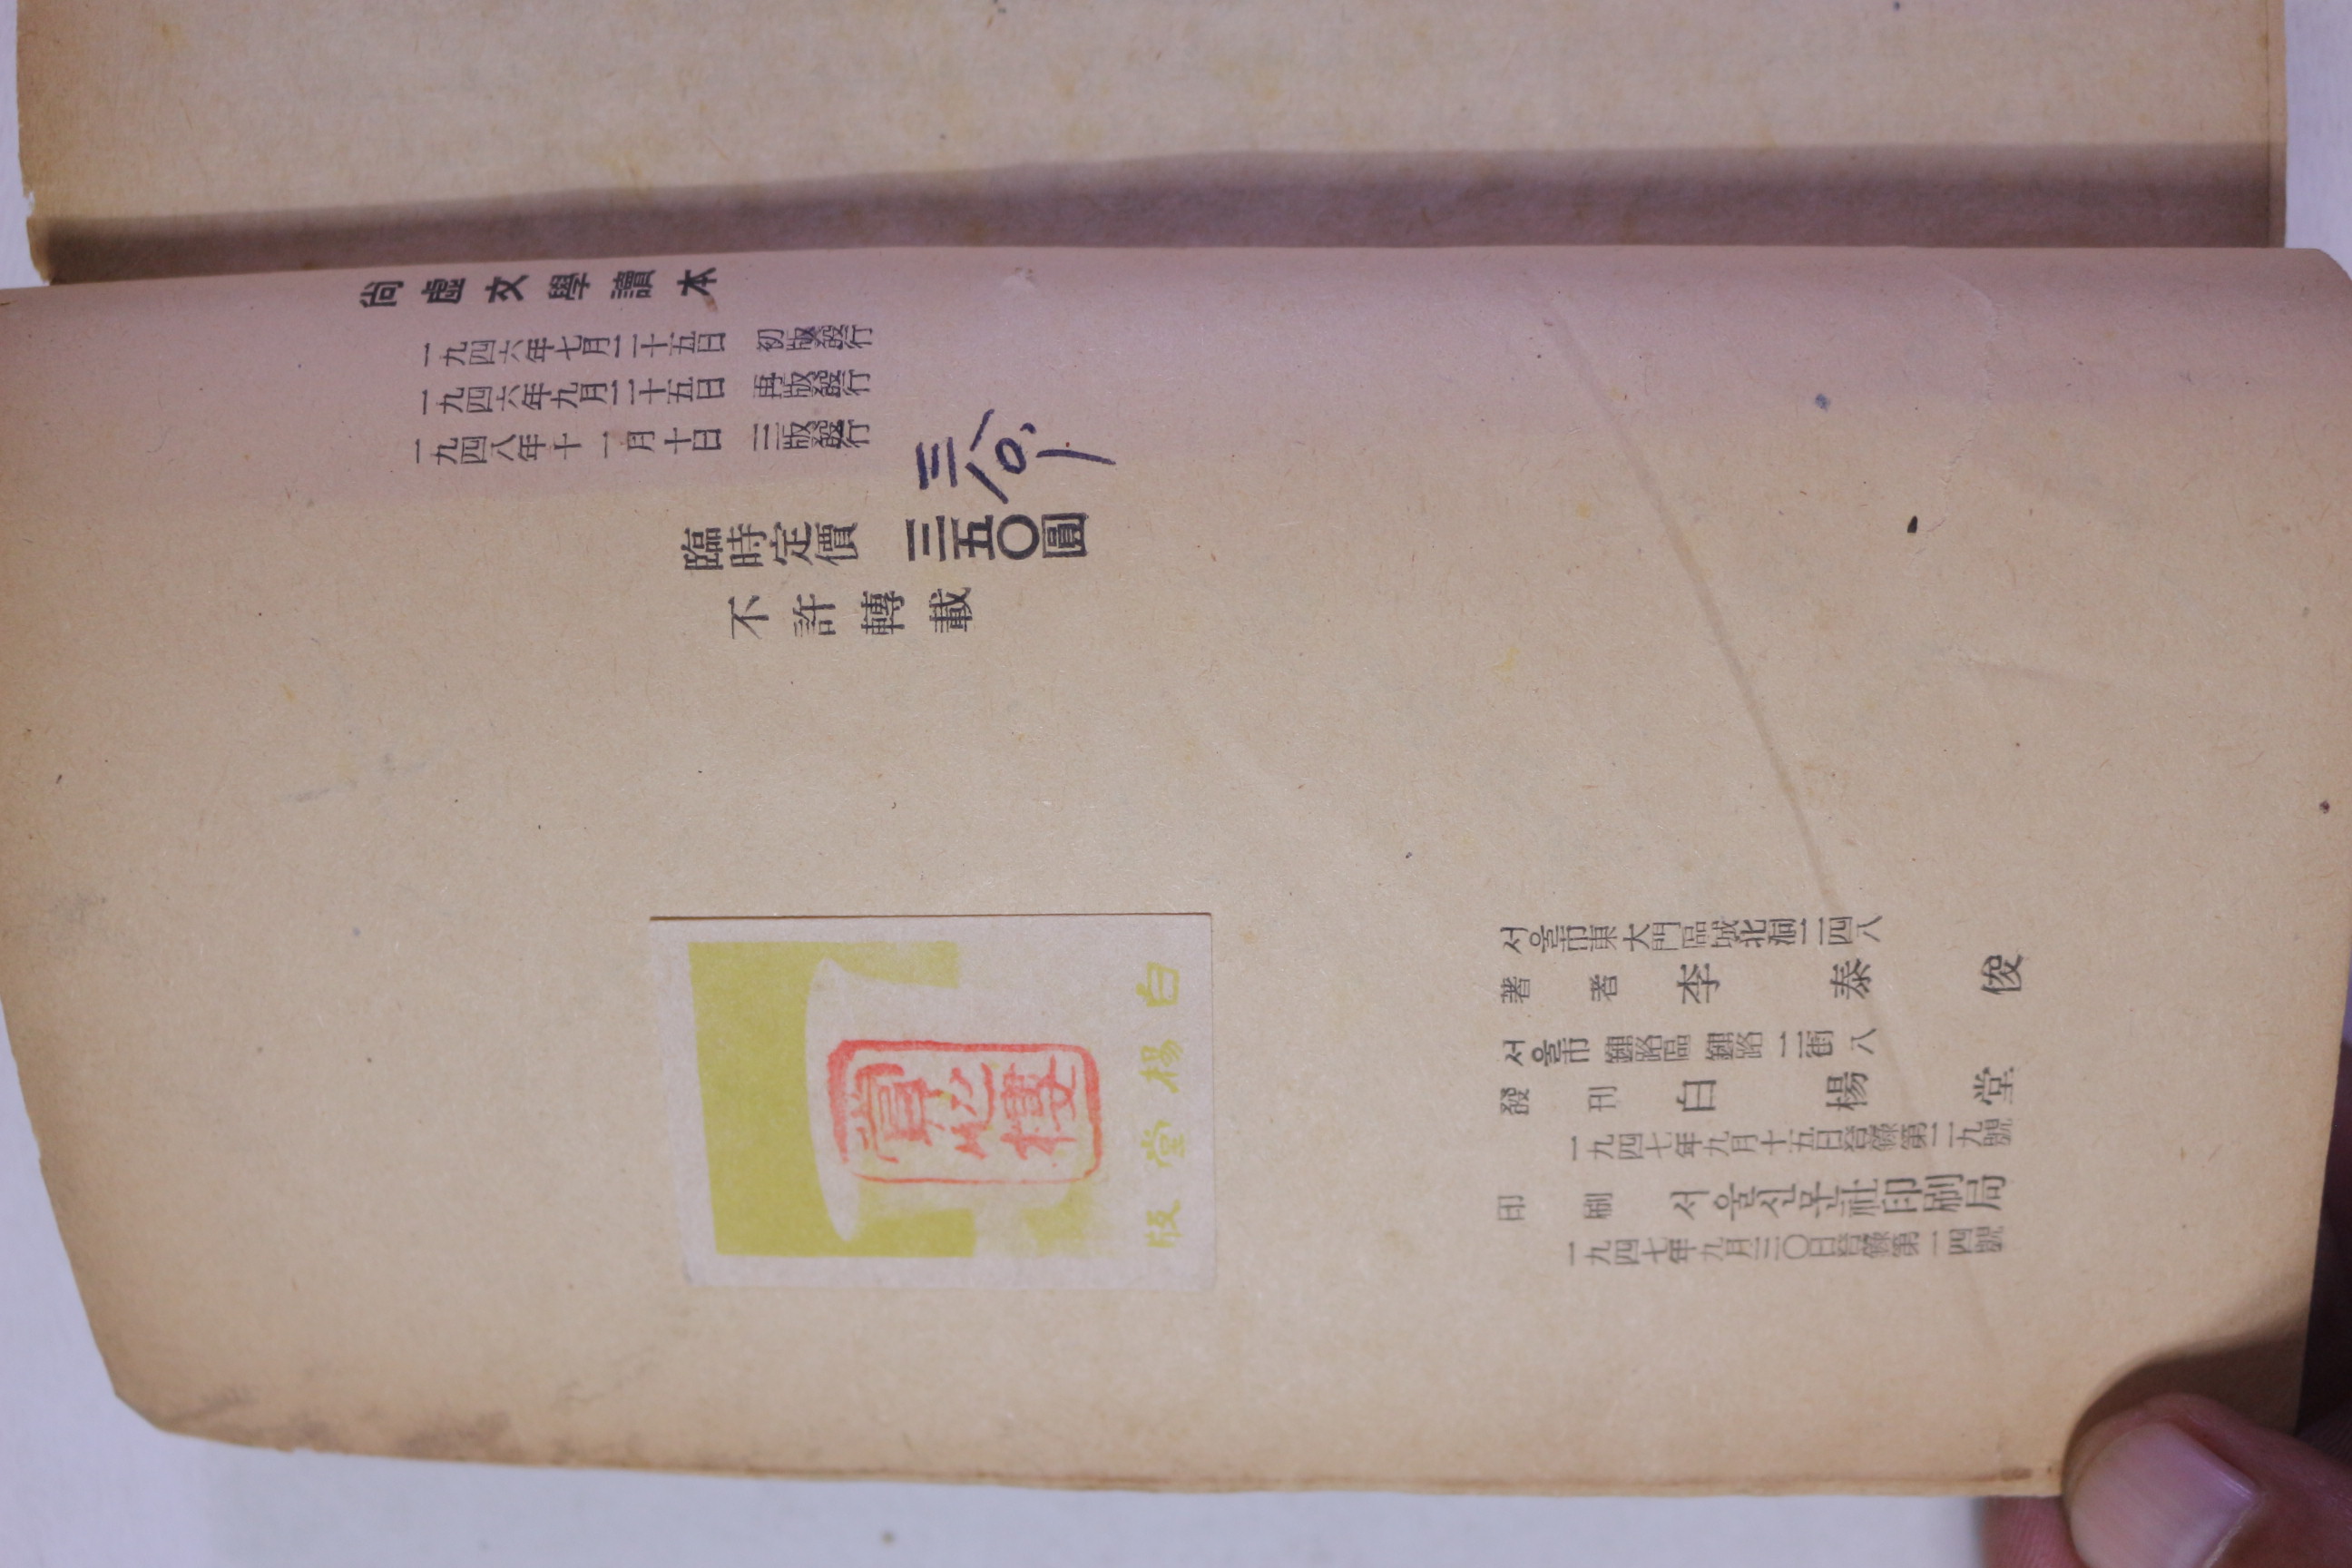 尙虛文學讀本
一九四六年七月二十五日 初版發行
一九四六年九月二十五日 再版發行
一九四八年十一月十日 三版發行
臨時定價 三五〇圓
不許轉載
白楊堂版
서울市東大門區城北洞二四八
著者 李泰俊
서울市鍾路區鍾路二街八
發刊 白楊堂
一九四七年九月十五日登錄第二九號
印刷 서울신문社印刷局
一九四七年九月三〇日登錄第一四號